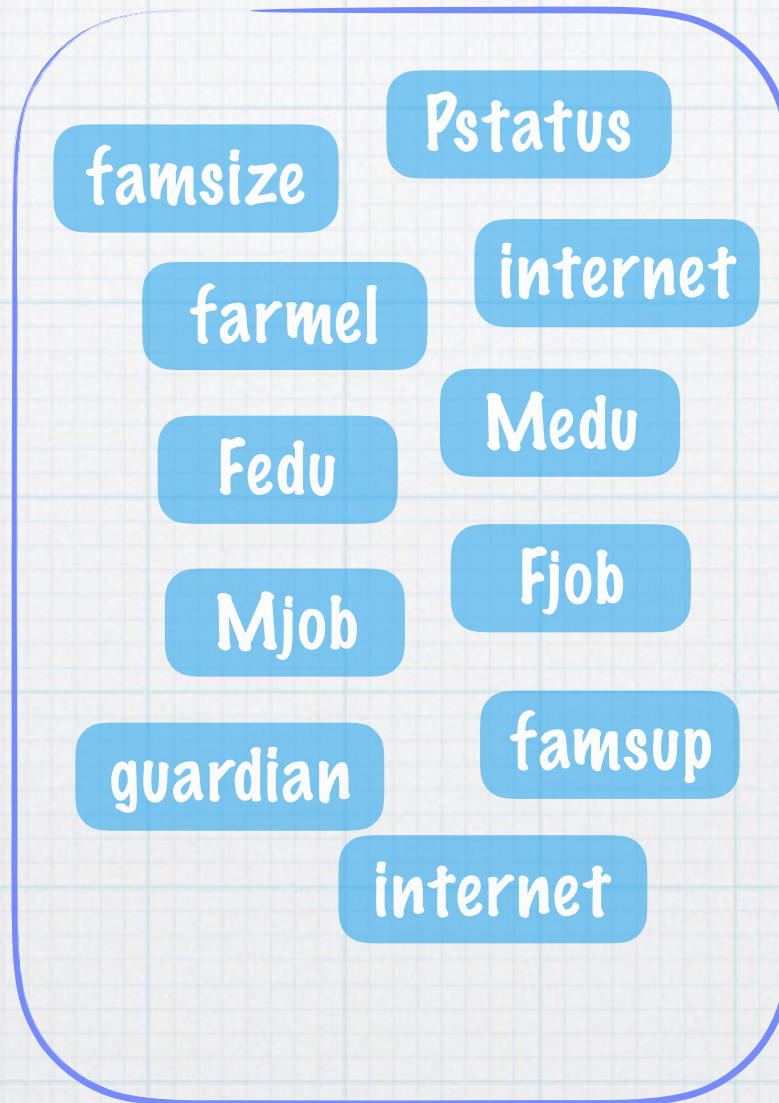 Pstatus
famsize
internet
farmel
Medu
Fedu
Fjob
Mjob
famsup
guardian
internet